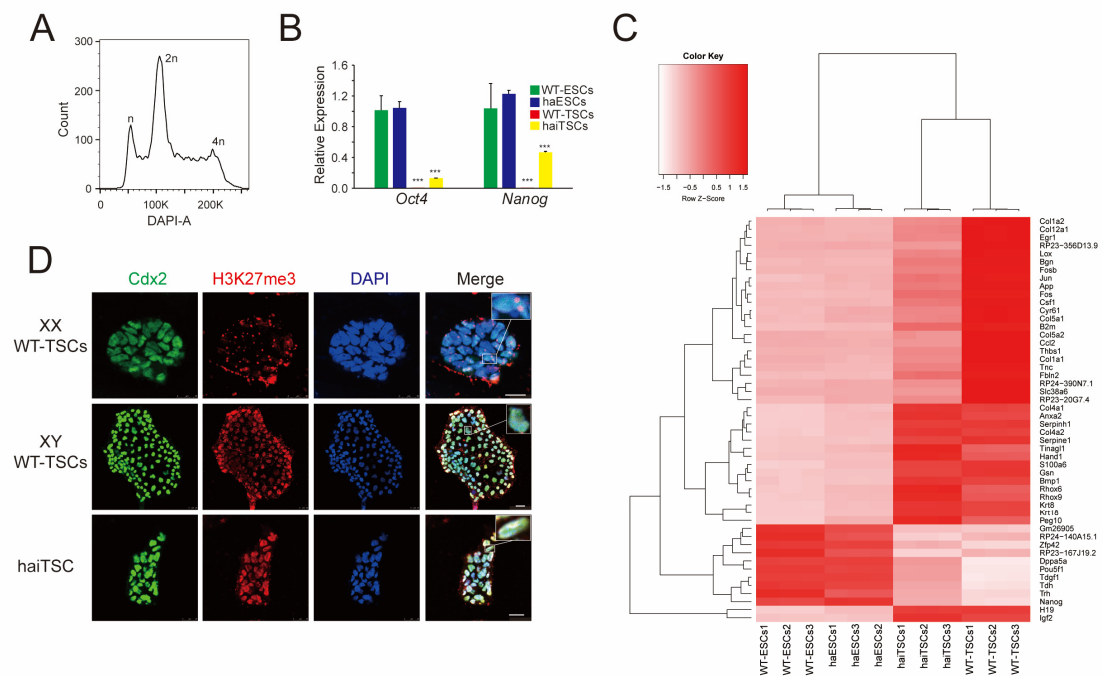 A
300
200
100
0
Count
n
2n
4n
0
100K
200K
DAPI-A
B
1.6
1.2
0.8
0.4
0.0
Relative Expression
WT-ESCs
haESCs
WT-TSCs
haiTSCs
***
***
***
***
Oct4
Nanog
C
Color Key
−1.5 −0.5 0.5 1 1.5
Row Z−Score
Col1a2
Col12a1
Egr1
RP23−356D13.9
Lox
Bgn
Fosb
Jun
App
Fos
Csf1
Cyr61
Col5a1
B2m
Col5a2
Ccl2
Thbs1
Col1a1
Tnc
Fbln2
RP24−390N7.1
Slc38a6
RP23−20G7.4
Col4a1
Anxa2
Serpinh1
Col4a2
Serpine1
Tinagl1
Hand1
S100a6
Gsn
Bmp1
Rhox6
Rhox9
Krt8
Krt18
Peg10
Gm26905
RP24−140A15.1
Zfp42
RP23−167J19.2
Dppa5a
Pou5f1
Tdgf1
Tdh
Trh
Nanog
H19
Igf2
WT−ESCs1
WT−ESCs2
WT−ESCs3
haESCs1
haESCs3
haESCs2
haiTSCs1
haiTSCs2
haiTSCs3
WT−TSCs1
WT−TSCs2
WT−TSCs3
D
Cdx2
H3K27me3
DAPI
Merge
XX
WT-TSCs
XY
WT-TSCs
haiTSC